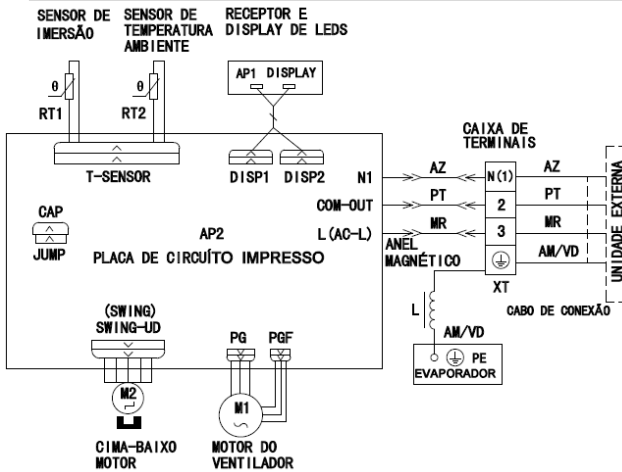 SENSOR DE
IMERSÃO
SENSOR DE
TEMPERATURA
AMBIENTE
RECEPTOR E
DISPLAY DE LEDS
θ
RT1
θ
RT2
AP1 DISPLAY
T-SENSOR
DISP1
DISP2
CAIXA DE
TERMINAIS
N1
AZ
N(1)
AZ
COM-OUT
PT
2
PT
L(AC-L)
MR
3
MR
AM/VD
UNIDADE EXTERNA
CAP
JUMP
AP2
PLACA DE CIRCUÍTO IMPRESSO
ANEL
MAGNÉTICO
XT
CABO DE CONEXÃO
L
AM/VD
PE
EVAPORADOR
(SWING)
SWING-UD
PG
PGF
M2
M1
CIMA-BAIXO
MOTOR
MOTOR DO
VENTILADOR